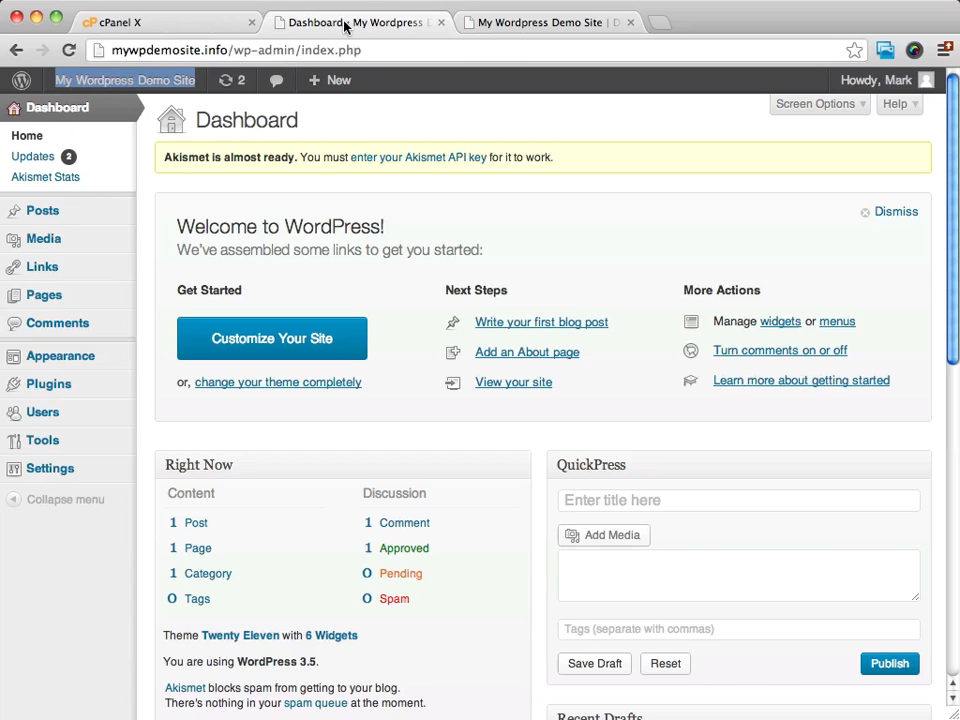 cPanel X
Dashboard ‹ My Wordpress
My Wordpress Demo Site | D
mywpdemosite.info/wp-admin/index.php
My Wordpress Demo Site
2
+ New
Howdy, Mark
Dashboard
Home
Updates 2
Akismet Stats
Posts
Media
Links
Pages
Comments
Appearance
Plugins
Users
Tools
Settings
Collapse menu
Dashboard
Screen Options
Help
Akismet is almost ready. You must enter your Akismet API key for it to work.
Welcome to WordPress!
We've assembled some links to get you started:
Dismiss
Get Started
Customize Your Site
or, change your theme completely
Next Steps
Write your first blog post
Add an About page
View your site
More Actions
Manage widgets or menus
Turn comments on or off
Learn more about getting started
Right Now
Content
Discussion
1 Post
1 Comment
1 Page
1 Approved
1 Category
0 Pending
0 Tags
0 Spam
Theme Twenty Eleven with 6 Widgets
You are using WordPress 3.5.
Akismet blocks spam from getting to your blog.
There's nothing in your spam queue at the moment.
QuickPress
Enter title here
Add Media
Tags (separate with commas)
Save Draft
Reset
Publish
Recent Drafts